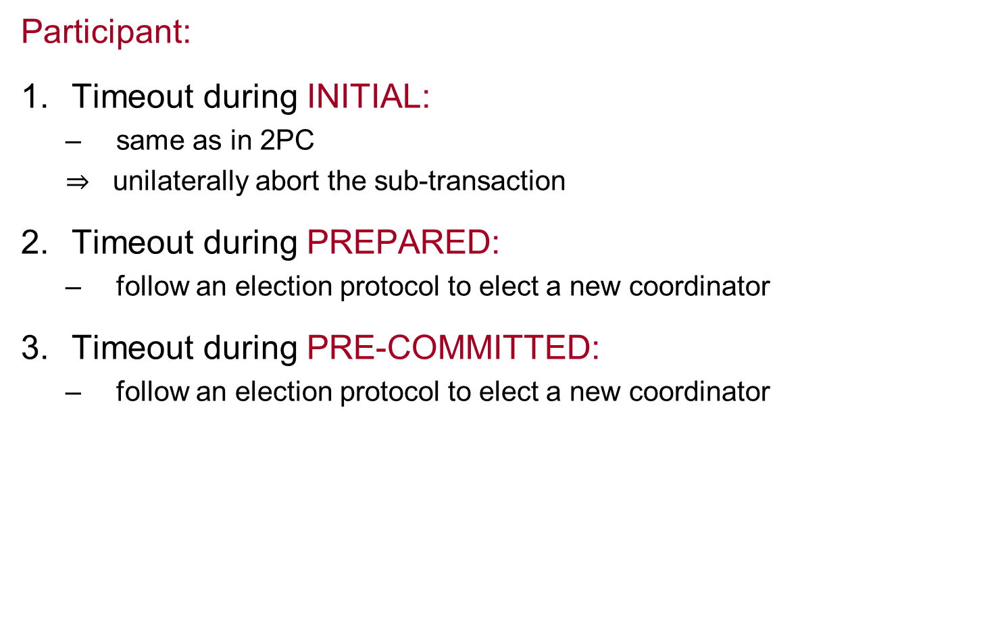 Participant:
1. Timeout during INITIAL:
– same as in 2PC
⇒ unilaterally abort the sub-transaction
2. Timeout during PREPARED:
– follow an election protocol to elect a new coordinator
3. Timeout during PRE-COMMITTED:
– follow an election protocol to elect a new coordinator